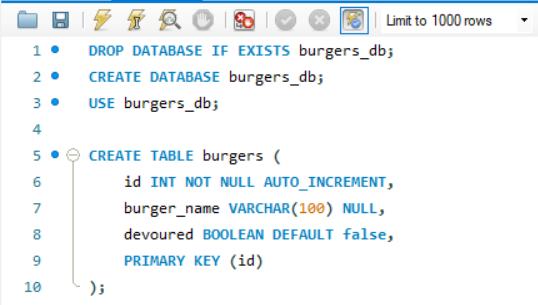 Limit to 1000 rows
1 DROP DATABASE IF EXISTS burgers_db;
2 CREATE DATABASE burgers_db;
3 USE burgers_db;
4
5 CREATE TABLE burgers (
6 id INT NOT NULL AUTO_INCREMENT,
7 burger_name VARCHAR(100) NULL,
8 devoured BOOLEAN DEFAULT false,
9 PRIMARY KEY (id)
10 );